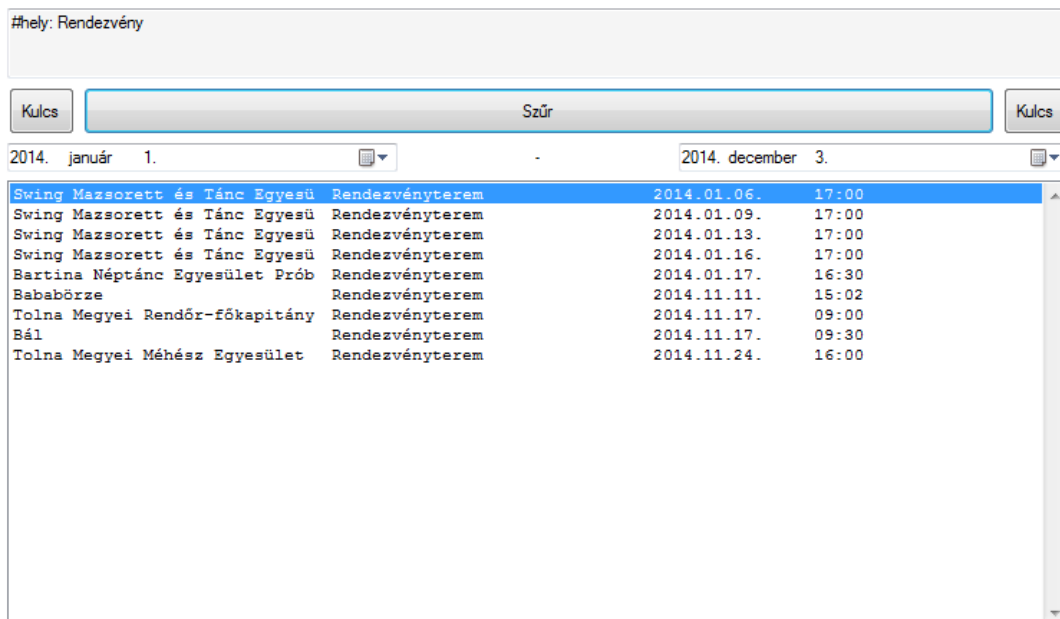 #hely: Rendezvény
Kulcs Szűr Kulcs
2014. január 1. - 2014. december 3.
Swing Mazsorett és Tánc Egyesü Rendezvényterem 2014.01.06. 17:00
Swing Mazsorett és Tánc Egyesü Rendezvényterem 2014.01.09. 17:00
Swing Mazsorett és Tánc Egyesü Rendezvényterem 2014.01.13. 17:00
Swing Mazsorett és Tánc Egyesü Rendezvényterem 2014.01.16. 17:00
Bartina Néptánc Egyesület Prób Rendezvényterem 2014.01.17. 16:30
Bababörze Rendezvényterem 2014.11.11. 15:02
Tolna Megyei Rendőr-főkapitány Rendezvényterem 2014.11.17. 09:00
Bál Rendezvényterem 2014.11.17. 09:30
Tolna Megyei Méhész Egyesület Rendezvényterem 2014.11.24. 16:00